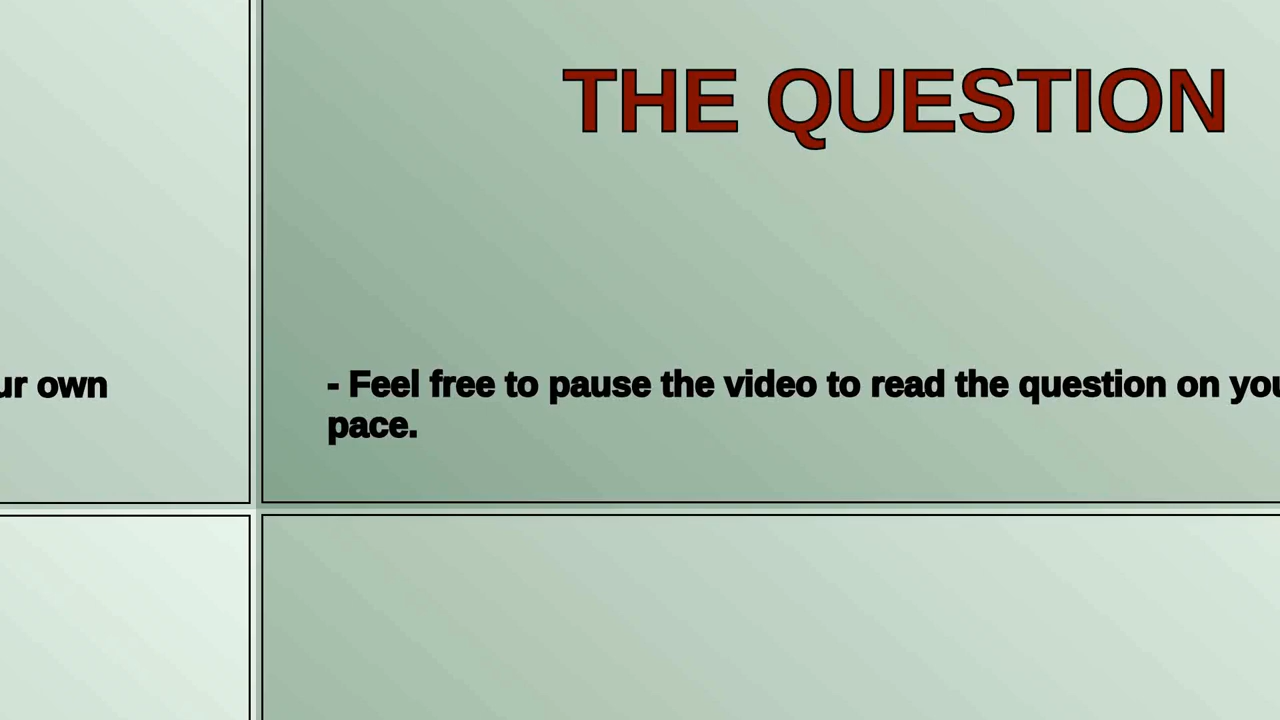 THE QUESTION
ur own
- Feel free to pause the video to read the question on you
pace.